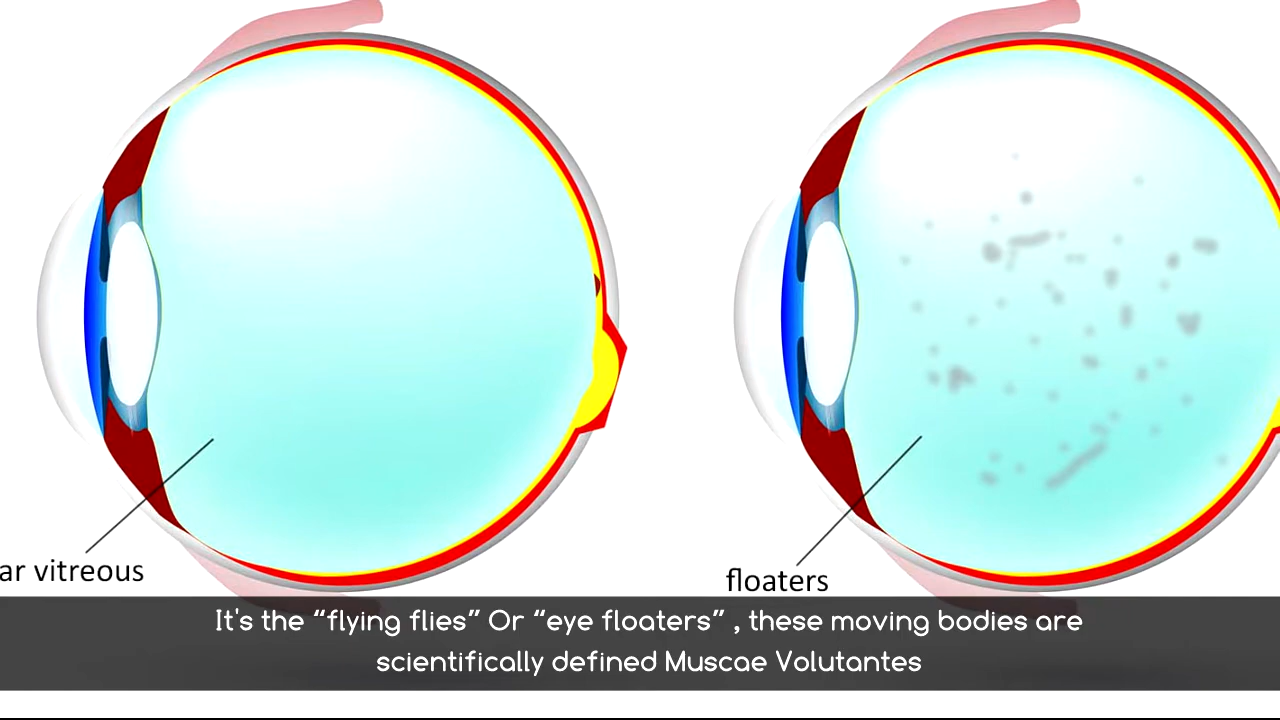 ar vitreous
floaters
It's the “flying flies” Or “eye floaters” , these moving bodies are
scientifically defined Muscae Volutantes